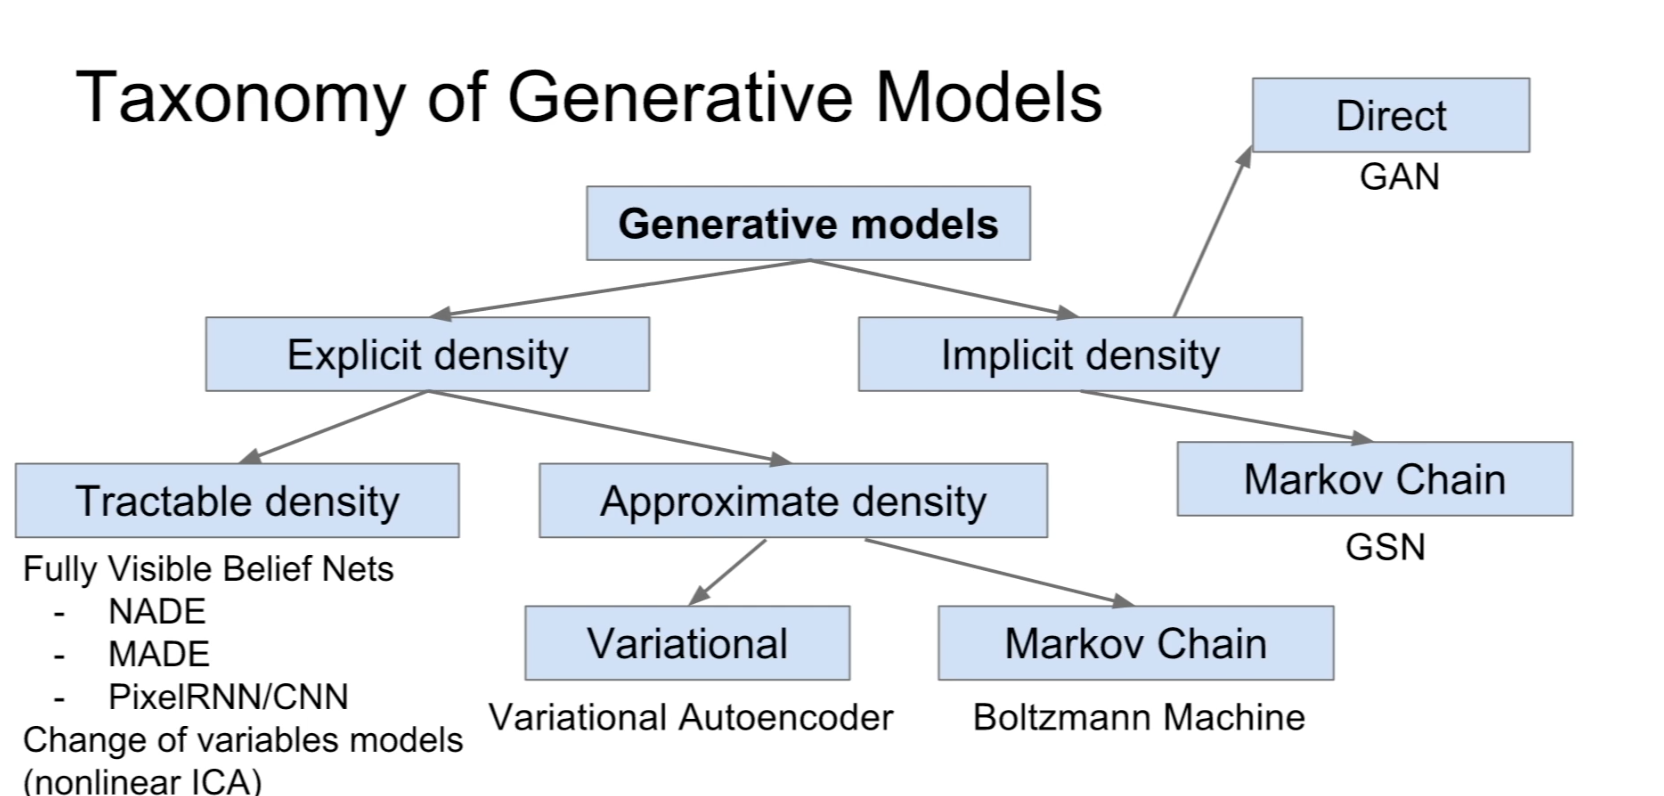 Taxonomy of Generative Models
Direct
GAN
Generative models
Explicit density
Implicit density
Tractable density
Fully Visible Belief Nets
- NADE
- MADE
- PixelRNN/CNN
Change of variables models
(nonlinear ICA)
Approximate density
Variational
Variational Autoencoder
Markov Chain
Boltzmann Machine
Markov Chain
GSN